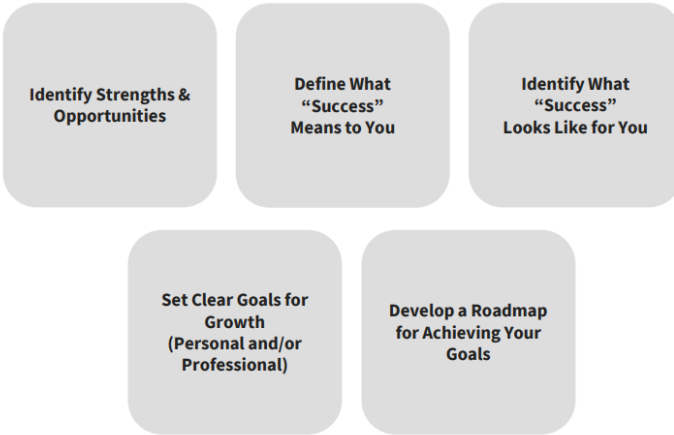 Identify Strengths &
Opportunities
Define What
“Success”
Means to You
Identify What
“Success”
Looks Like for You
Set Clear Goals for
Growth
(Personal and/or
Professional)
Develop a Roadmap
for Achieving Your
Goals